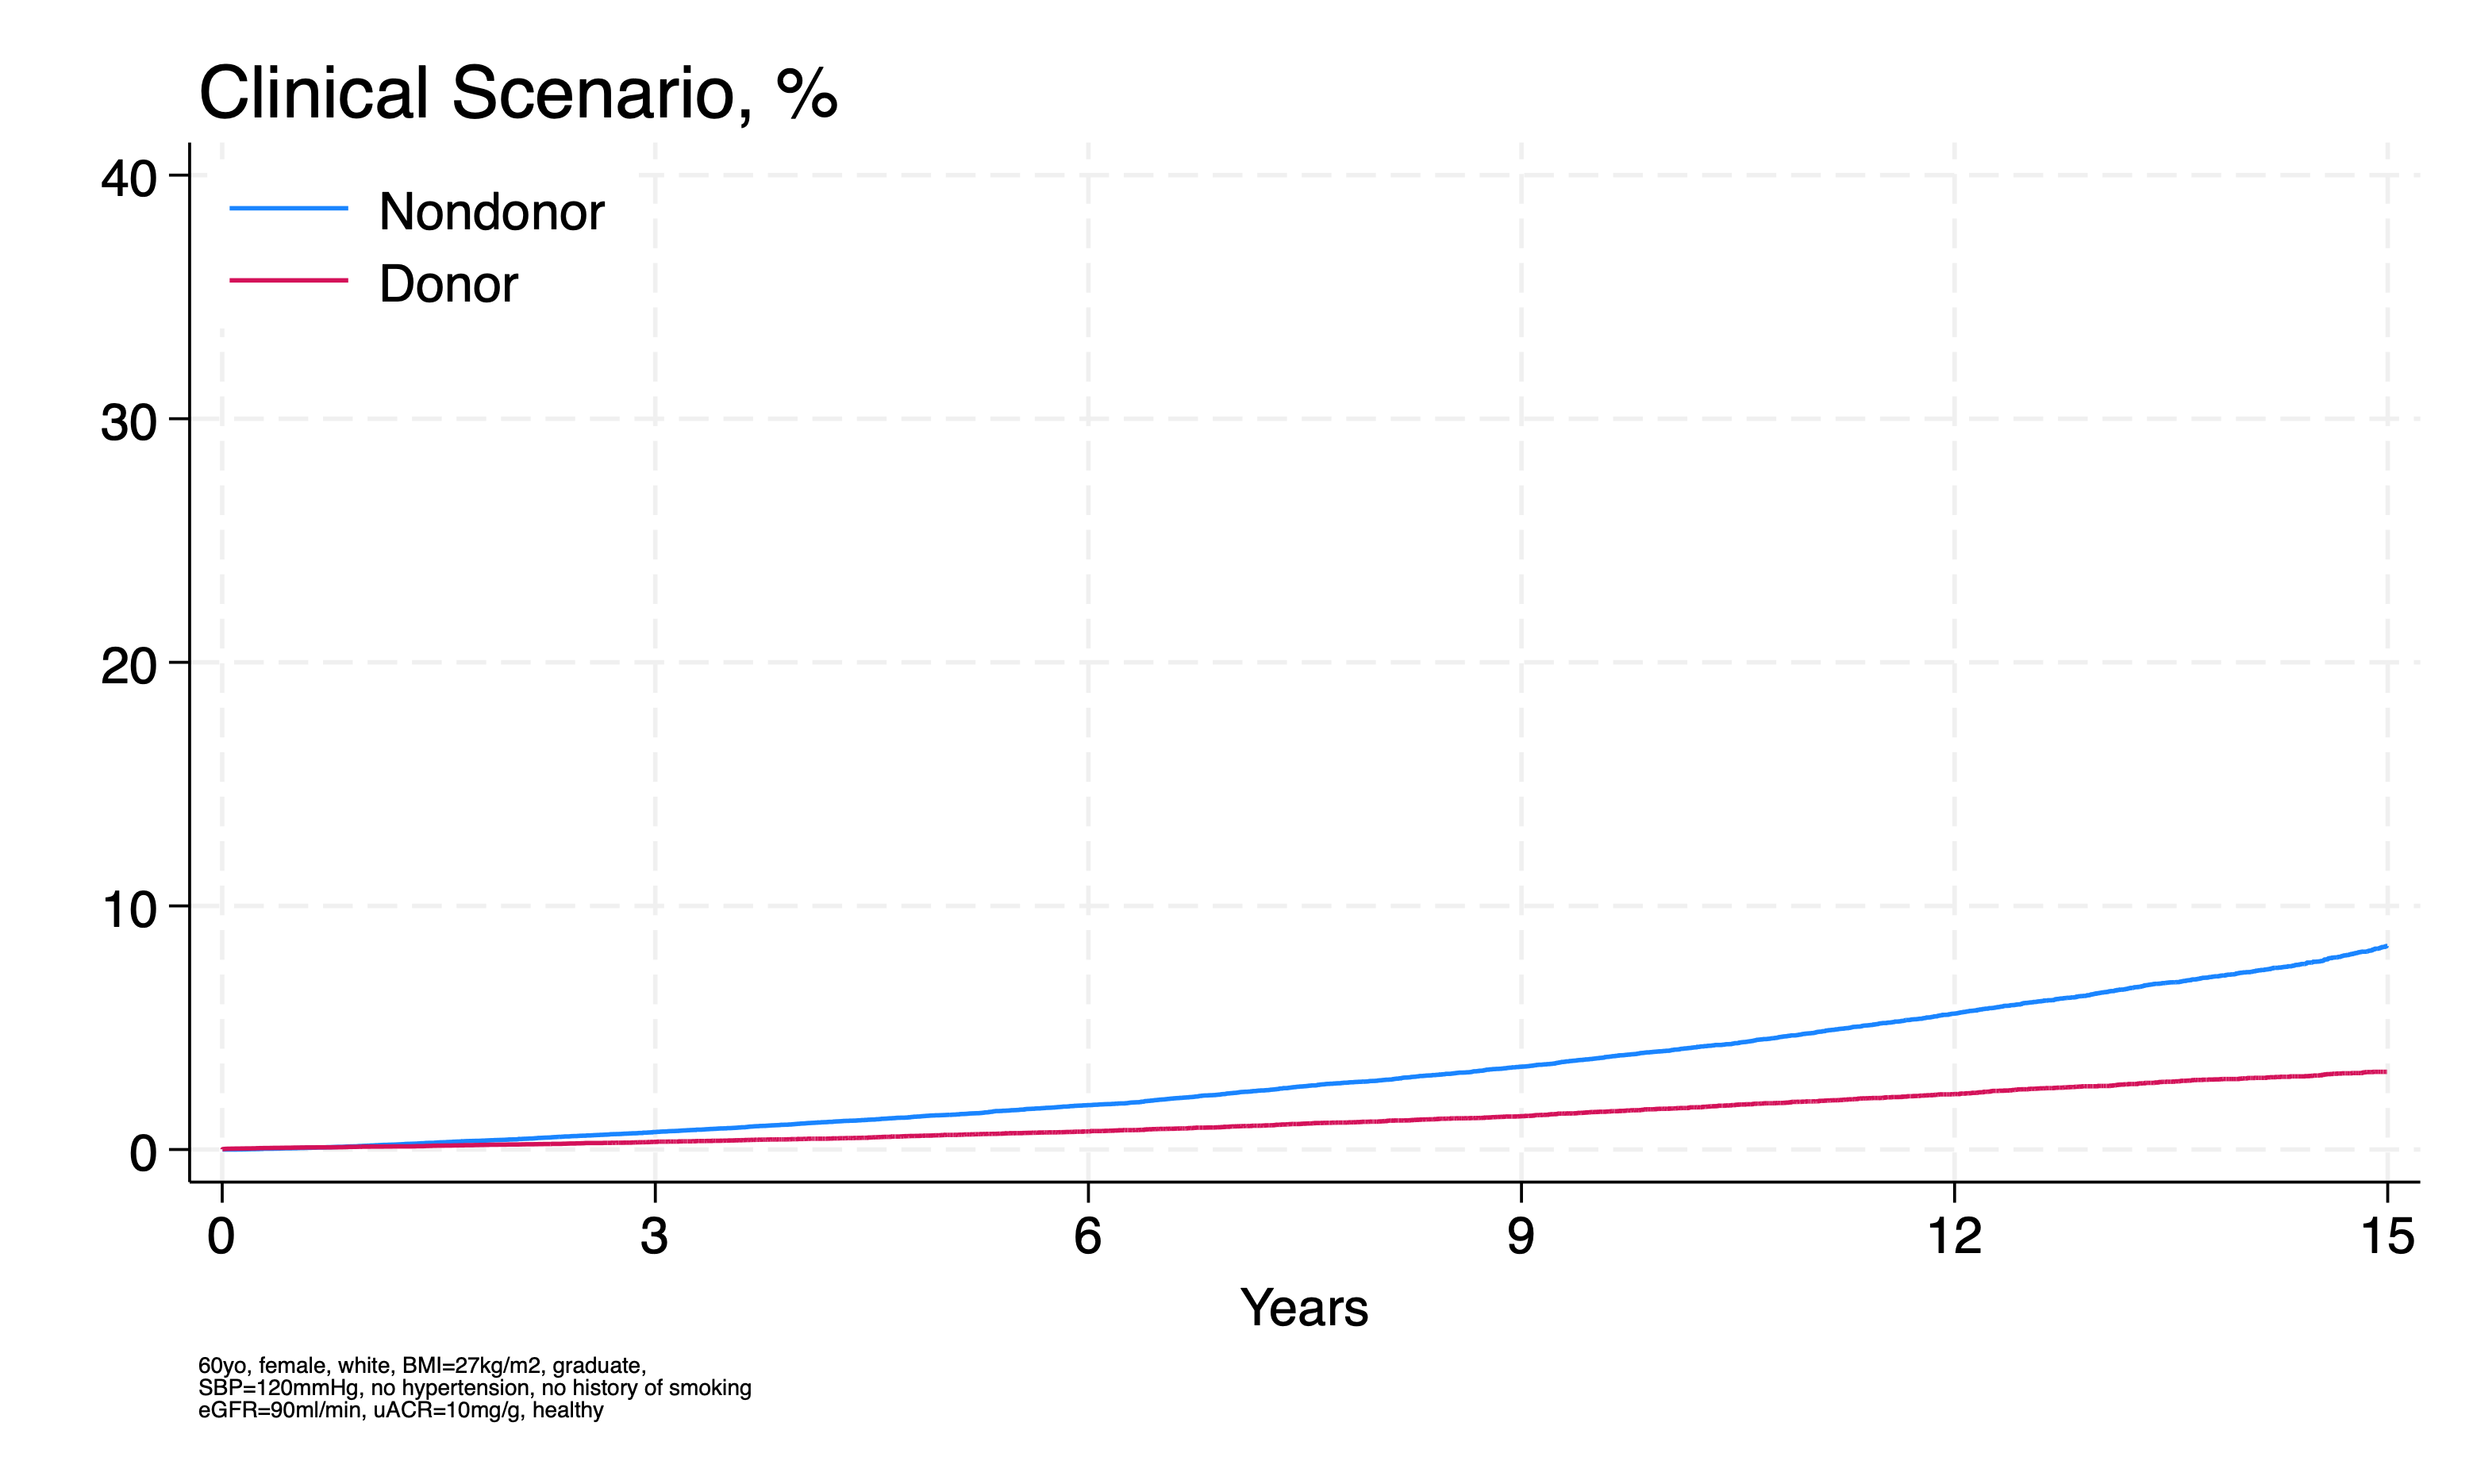 Clinical Scenario, %
40
Nondonor
Donor
30
20
10
0
0 3 6 9 12 15
Years
60yo, female, white, BMI=27kg/m2, graduate,
SBP=120mmHg, no hypertension, no history of smoking
eGFR=90ml/min, uACR=10mg/g, healthy